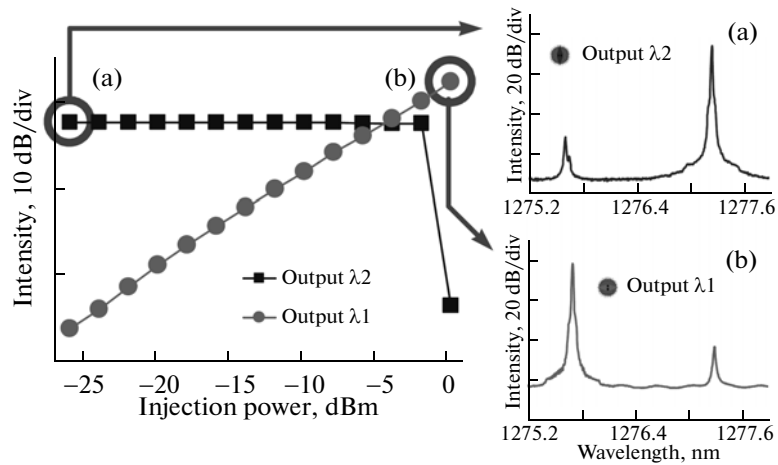 (a)
(b)
Intensity, 10 dB/div
Output λ2
Output λ1
−25
−20
−15
−10
−5
0
Injection power, dBm
(a)
Output λ2
Intensity, 20 dB/div
1275.2
1276.4
1277.6
(b)
Output λ1
Intensity, 20 dB/div
1275.2
1276.4
1277.6
Wavelength, nm